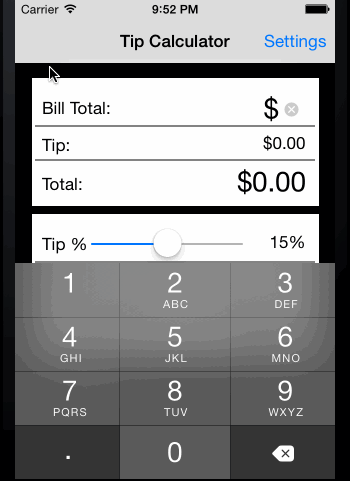 Carrier 9:52 PM
Tip Calculator Settings
Bill Total: $
Tip: $0.00
Total: $0.00
Tip % 15%
1 2 3
ABC DEF
4 5 6
GHI JKL MNO
7 8 9
PQRS TUV WXYZ
. 0